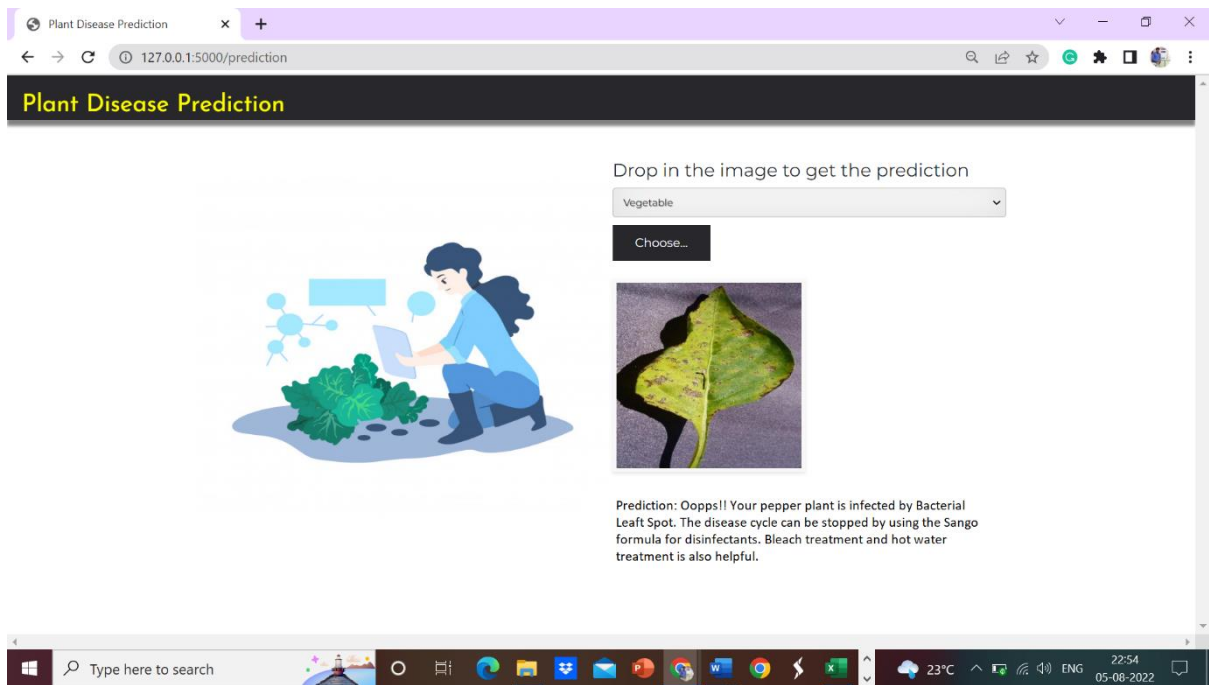 Plant Disease Prediction
127.0.0.1:5000/prediction
Plant Disease Prediction
Drop in the image to get the prediction
Vegetable
Choose...
Prediction: Oopps!! Your pepper plant is infected by Bacterial
Leaft Spot. The disease cycle can be stopped by using the Sango
formula for disinfectants. Bleach treatment and hot water
treatment is also helpful.
Type here to search
23°C
ENG
22:54
05-08-2022